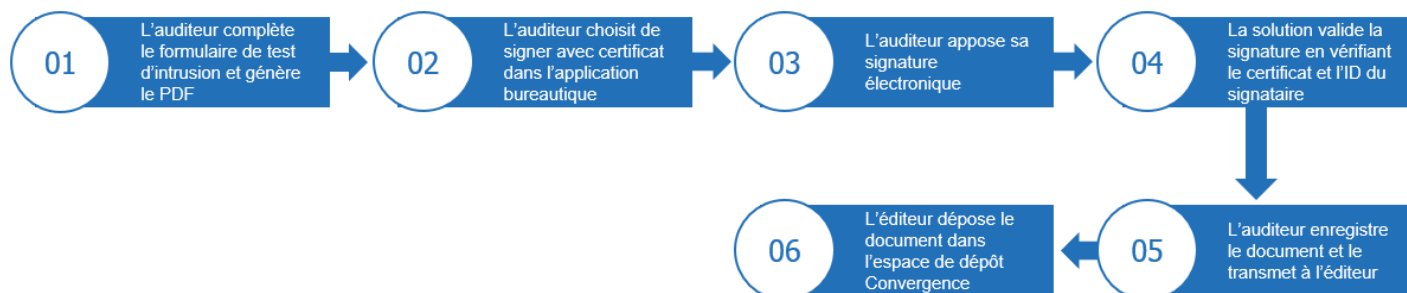 01
L’auditeur complète
le formulaire de test
d’intrusion et génère
le PDF
02
L’auditeur choisit de
signer avec certificat
dans l’application
bureautique
03
L’auditeur appose sa
signature
électronique
04
La solution valide la
signature en vérifiant
le certificat et l’ID du
signataire
05
L’auditeur enregistre
le document et le
transmet à l’éditeur
06
L’éditeur dépose le
document dans
l’espace de dépôt
Convergence